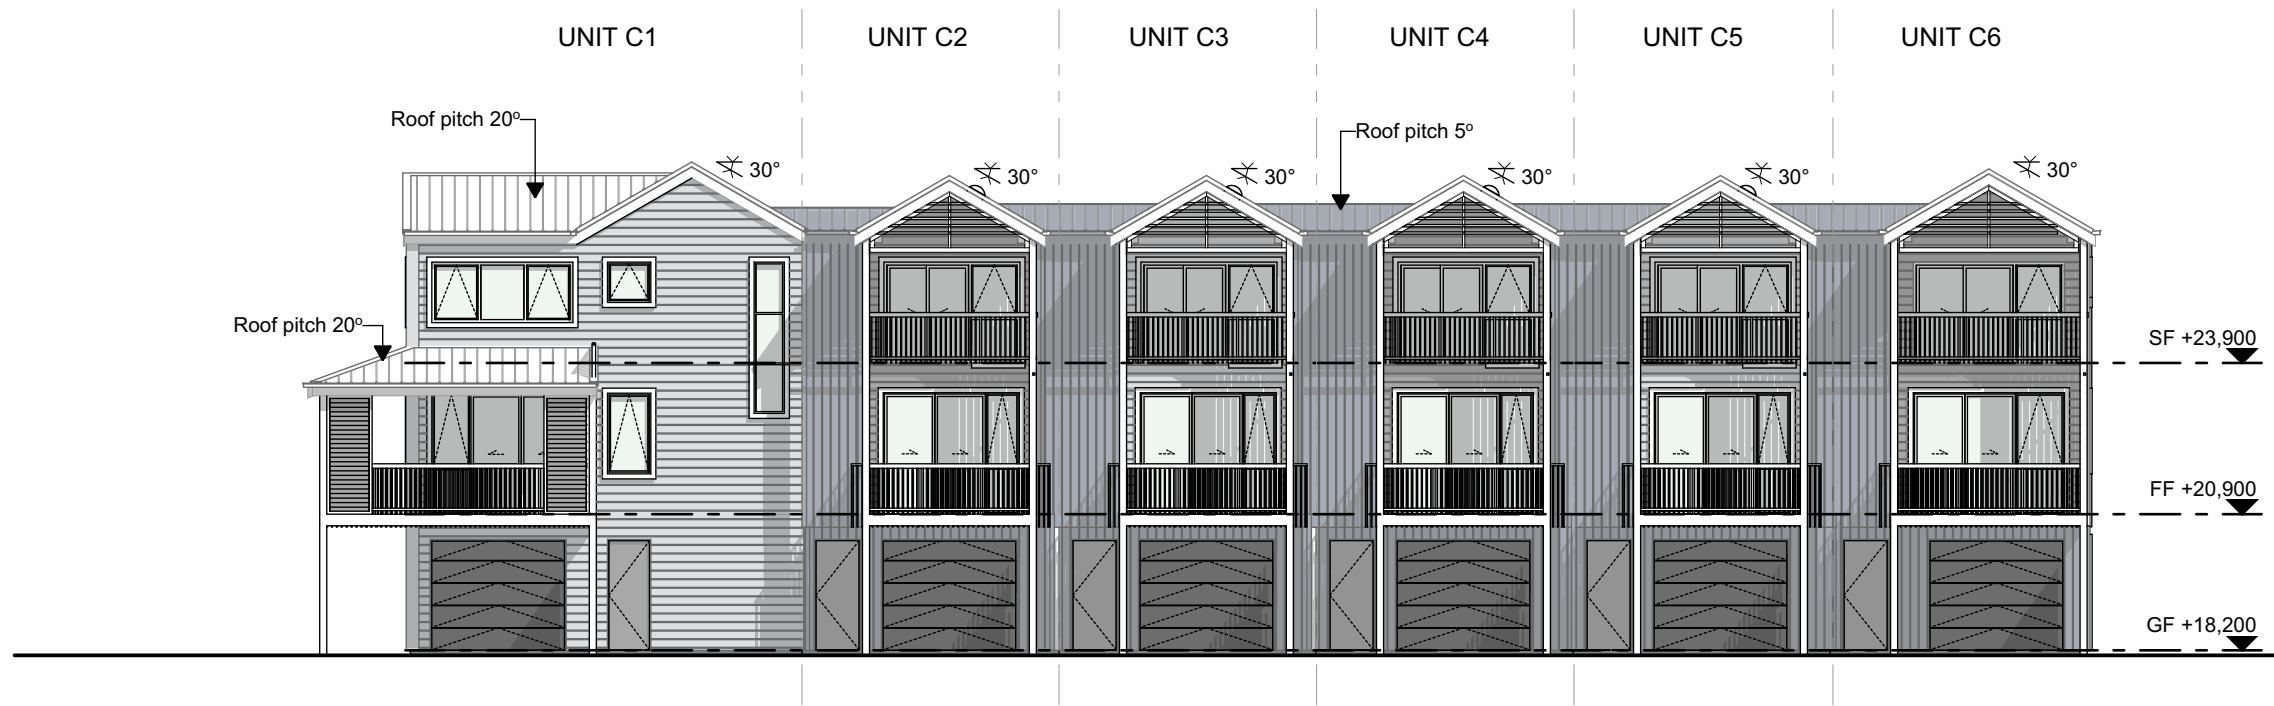 UNIT C1
UNIT C2
UNIT C3
UNIT C4
UNIT C5
UNIT C6
Roof pitch 20º
Roof pitch 5º
30°
30°
30°
30°
30°
30°
Roof pitch 20º
SF +23,900
FF +20,900
GF +18,200